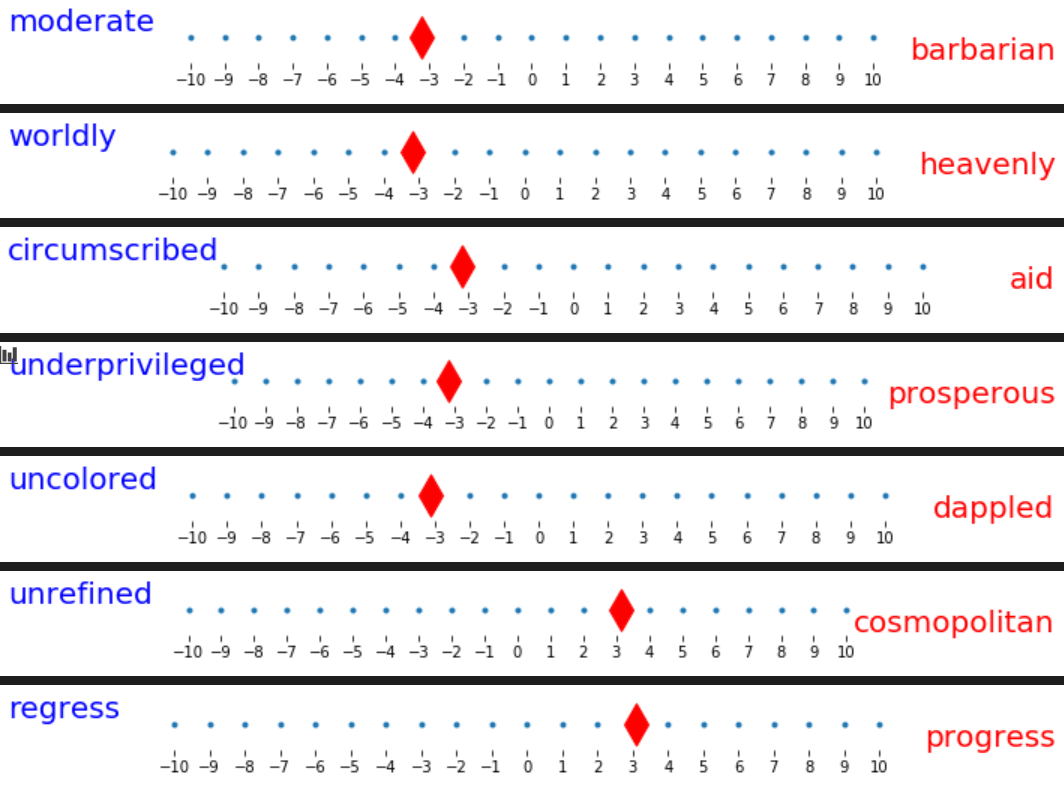 moderate
−10 −9 −8 −7 −6 −5 −4 −3 −2 −1 0 1 2 3 4 5 6 7 8 9 10
barbarian
worldly
−10 −9 −8 −7 −6 −5 −4 −3 −2 −1 0 1 2 3 4 5 6 7 8 9 10
heavenly
circumscribed
−10 −9 −8 −7 −6 −5 −4 −3 −2 −1 0 1 2 3 4 5 6 7 8 9 10
aid
underprivileged
−10 −9 −8 −7 −6 −5 −4 −3 −2 −1 0 1 2 3 4 5 6 7 8 9 10
prosperous
uncolored
−10 −9 −8 −7 −6 −5 −4 −3 −2 −1 0 1 2 3 4 5 6 7 8 9 10
dappled
unrefined
−10 −9 −8 −7 −6 −5 −4 −3 −2 −1 0 1 2 3 4 5 6 7 8 9 10
cosmopolitan
regress
−10 −9 −8 −7 −6 −5 −4 −3 −2 −1 0 1 2 3 4 5 6 7 8 9 10
progress